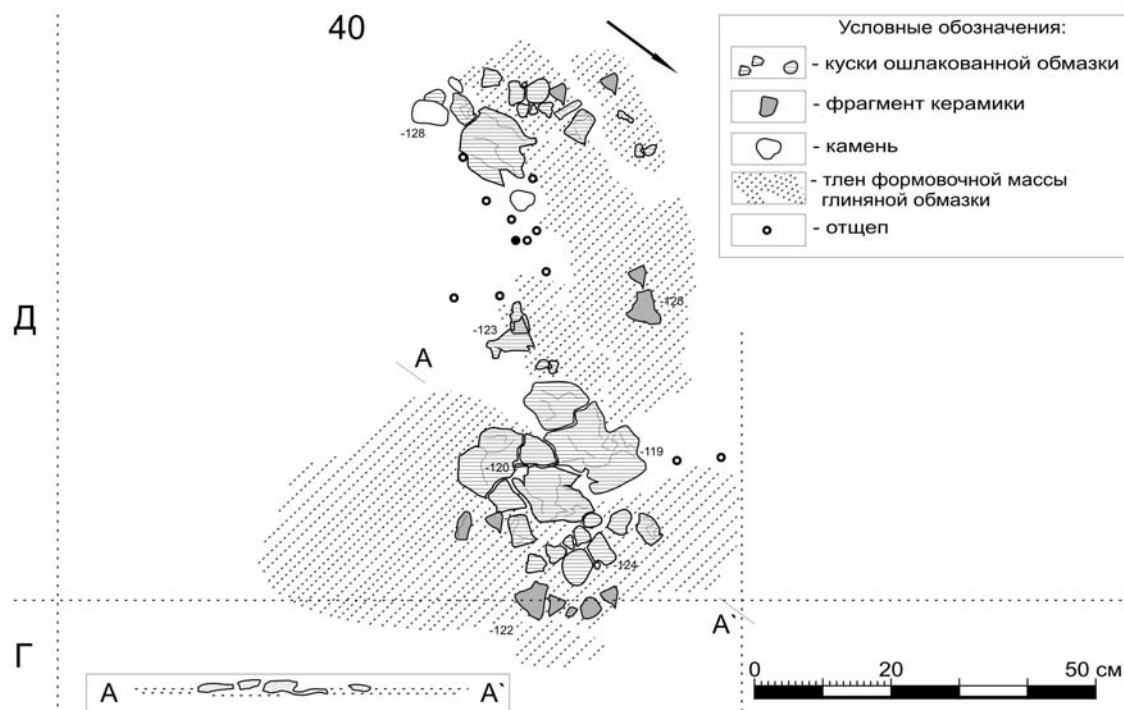 40
Условные обозначения:
- куски ошлакованной обмазки
- фрагмент керамики
- камень
- тлен формовочной массы
глиняной обмазки
- отщеп
-128
Д
-128
-123
А
-119
-120
-124
А`
-122
Г
А
А`
0 20 50 см